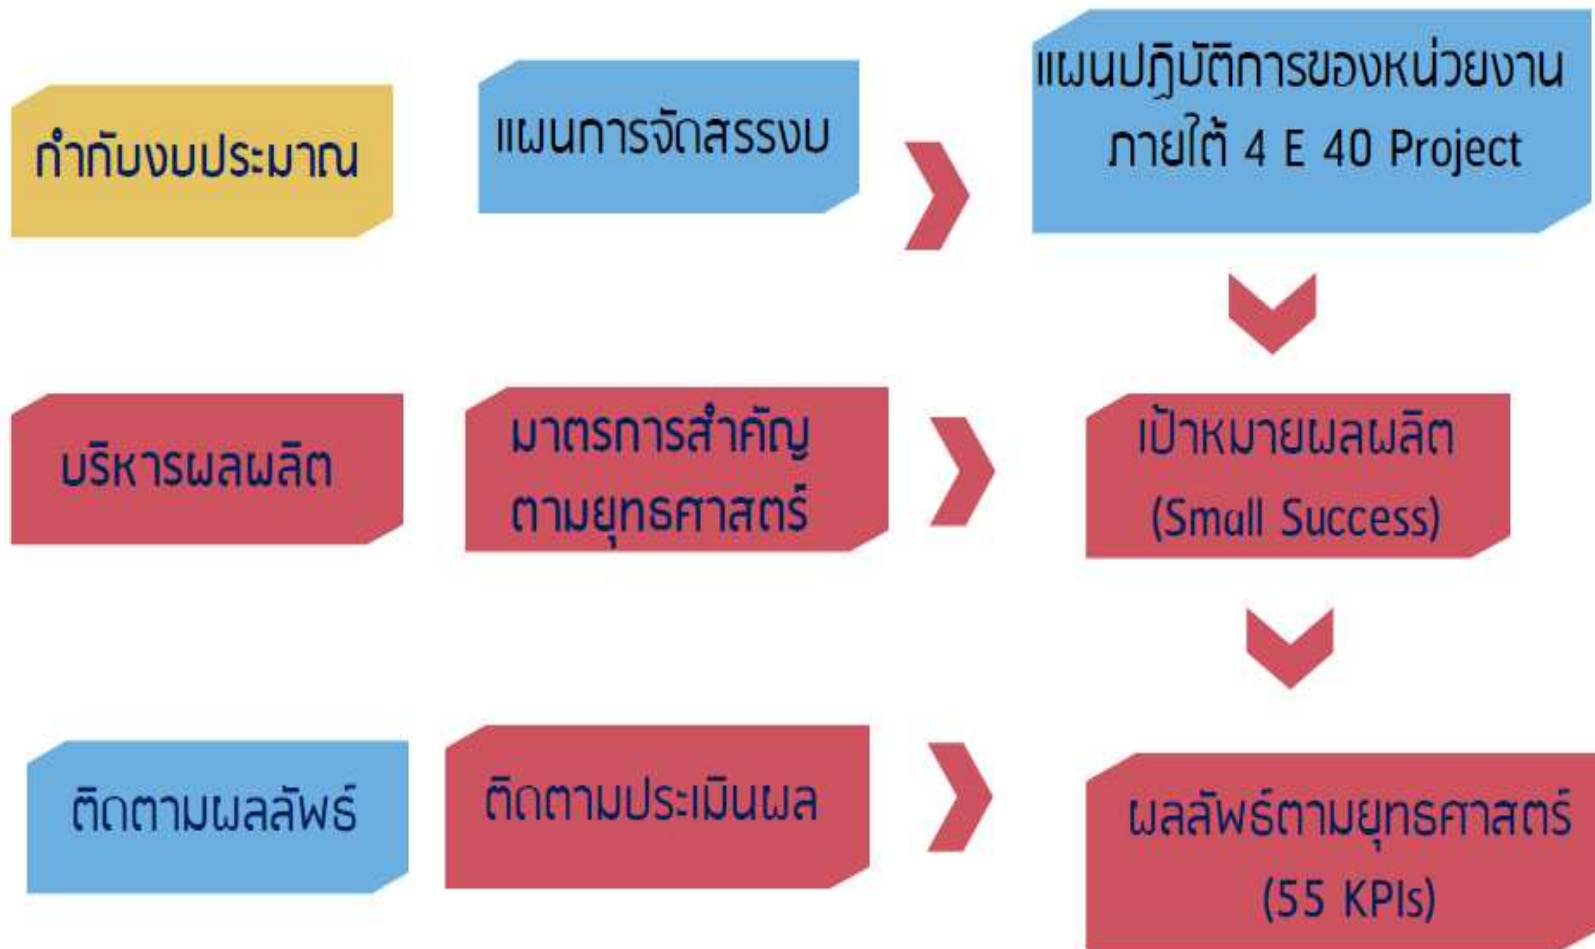 กำกับงบประมาณ
แผนการจัดสรรงบ
แผนปฏิบัติการของหน่วยงาน
ภายใต้ 4 E 40 Project
บริหารผลผลิต
มาตรการสำคัญ
ตามยุทธศาสตร์
เป้าหมายผลผลิต
(Small Success)
ติดตามผลลัพธ์
ติดตามประเมินผล
ผลลัพธ์ตามยุทธศาสตร์
(55 KPIs)